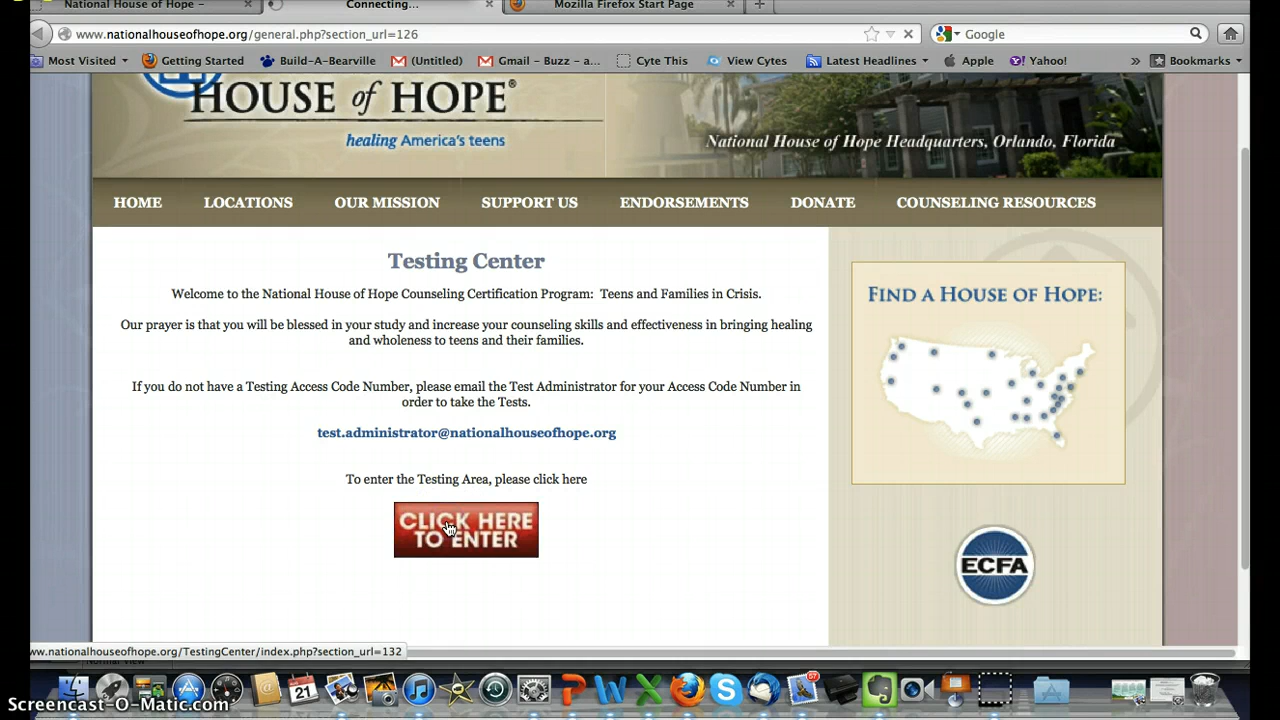 National House of Hope -
Connecting...
Mozilla Firefox Start Page
www.nationalhouseofhope.org/general.php?section_url=126
Google
Most Visited
Getting Started
Build-A-Bearville
(Untitled)
Gmail - Buzz - a...
Cyte This
View Cytes
Latest Headlines
Apple
Yahoo!
»
Bookmarks
HOUSE of HOPE®
healing America's teens
National House of Hope Headquarters, Orlando, Florida
HOME
LOCATIONS
OUR MISSION
SUPPORT US
ENDORSEMENTS
DONATE
COUNSELING RESOURCES
Testing Center
Welcome to the National House of Hope Counseling Certification Program: Teens and Families in Crisis.
Our prayer is that you will be blessed in your study and increase your counseling skills and effectiveness in bringing healing
and wholeness to teens and their families.
If you do not have a Testing Access Code Number, please email the Test Administrator for your Access Code Number in
order to take the Tests.
test.administrator@nationalhouseofhope.org
To enter the Testing Area, please click here
CLICK HERE
TO ENTER
FIND A HOUSE OF HOPE:
ECFA
ww.nationalhouseofhope.org/TestingCenter/index.php?section_url=132
Normal View
21
57
Screencast-O-Matic.com